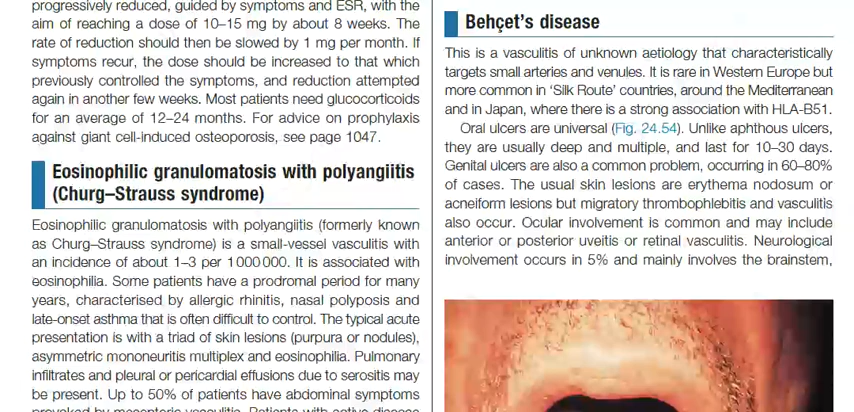 progressively reduced, guided by symptoms and ESR, with the
aim of reaching a dose of 10–15 mg by about 8 weeks. The
rate of reduction should then be slowed by 1 mg per month. If
symptoms recur, the dose should be increased to that which
previously controlled the symptoms, and reduction attempted
again in another few weeks. Most patients need glucocorticoids
for an average of 12–24 months. For advice on prophylaxis
against giant cell-induced osteoporosis, see page 1047.
Eosinophilic granulomatosis with polyangiitis
(Churg–Strauss syndrome)
Eosinophilic granulomatosis with polyangiitis (formerly known
as Churg–Strauss syndrome) is a small-vessel vasculitis with
an incidence of about 1–3 per 1 000 000. It is associated with
eosinophilia. Some patients have a prodromal period for many
years, characterised by allergic rhinitis, nasal polyposis and
late-onset asthma that is often difficult to control. The typical acute
presentation is with a triad of skin lesions (purpura or nodules),
asymmetric mononeuritis multiplex and eosinophilia. Pulmonary
infiltrates and pleural or pericardial effusions due to serositis may
be present. Up to 50% of patients have abdominal symptoms
provoked by mesenteric vasculitis. Patients with active disease
Behçet's disease
This is a vasculitis of unknown aetiology that characteristically
targets small arteries and venules. It is rare in Western Europe but
more common in ‘Silk Route’ countries, around the Mediterranean
and in Japan, where there is a strong association with HLA-B51.
Oral ulcers are universal (Fig. 24.54). Unlike aphthous ulcers,
they are usually deep and multiple, and last for 10–30 days.
Genital ulcers are also a common problem, occurring in 60–80%
of cases. The usual skin lesions are erythema nodosum or
acneiform lesions but migratory thrombophlebitis and vasculitis
also occur. Ocular involvement is common and may include
anterior or posterior uveitis or retinal vasculitis. Neurological
involvement occurs in 5% and mainly involves the brainstem,